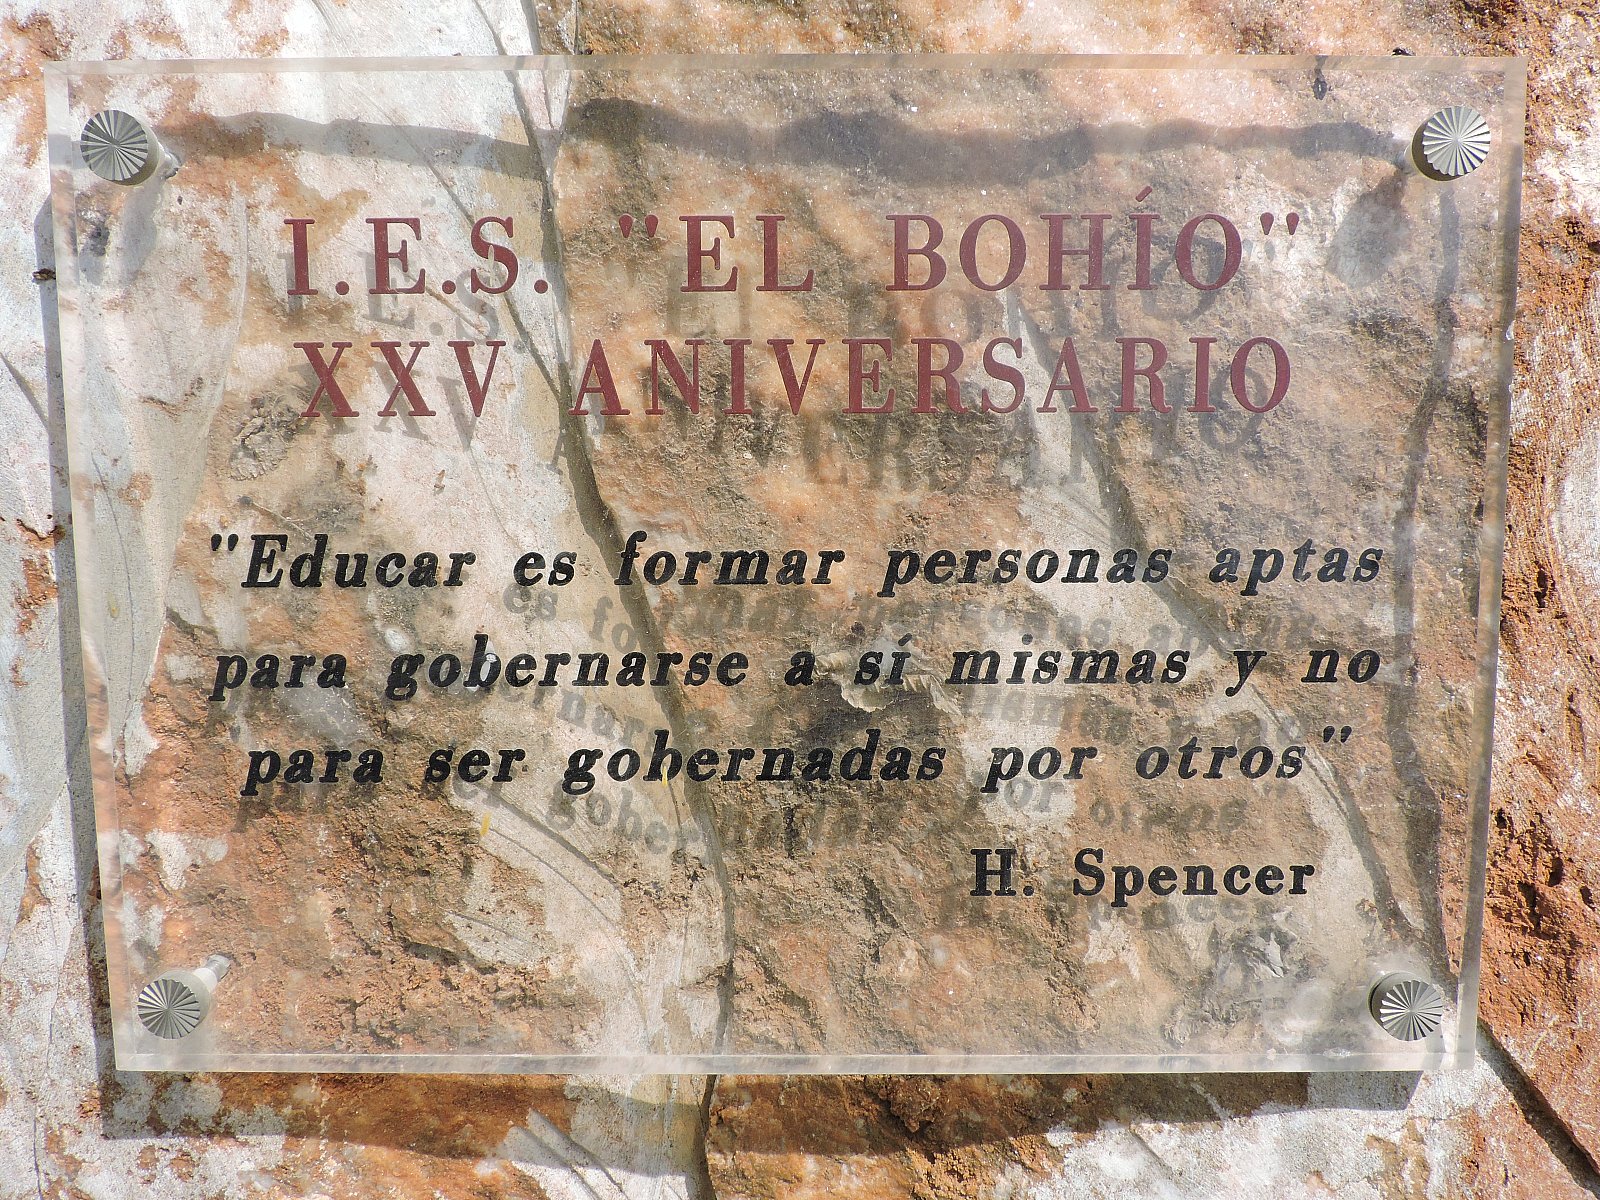 I.E.S. "EL BOHÍO"
XXV ANIVERSARIO
"Educar es formar personas aptas
para gobernarse a sí mismas y no
para ser gobernadas por otros"
H. Spencer